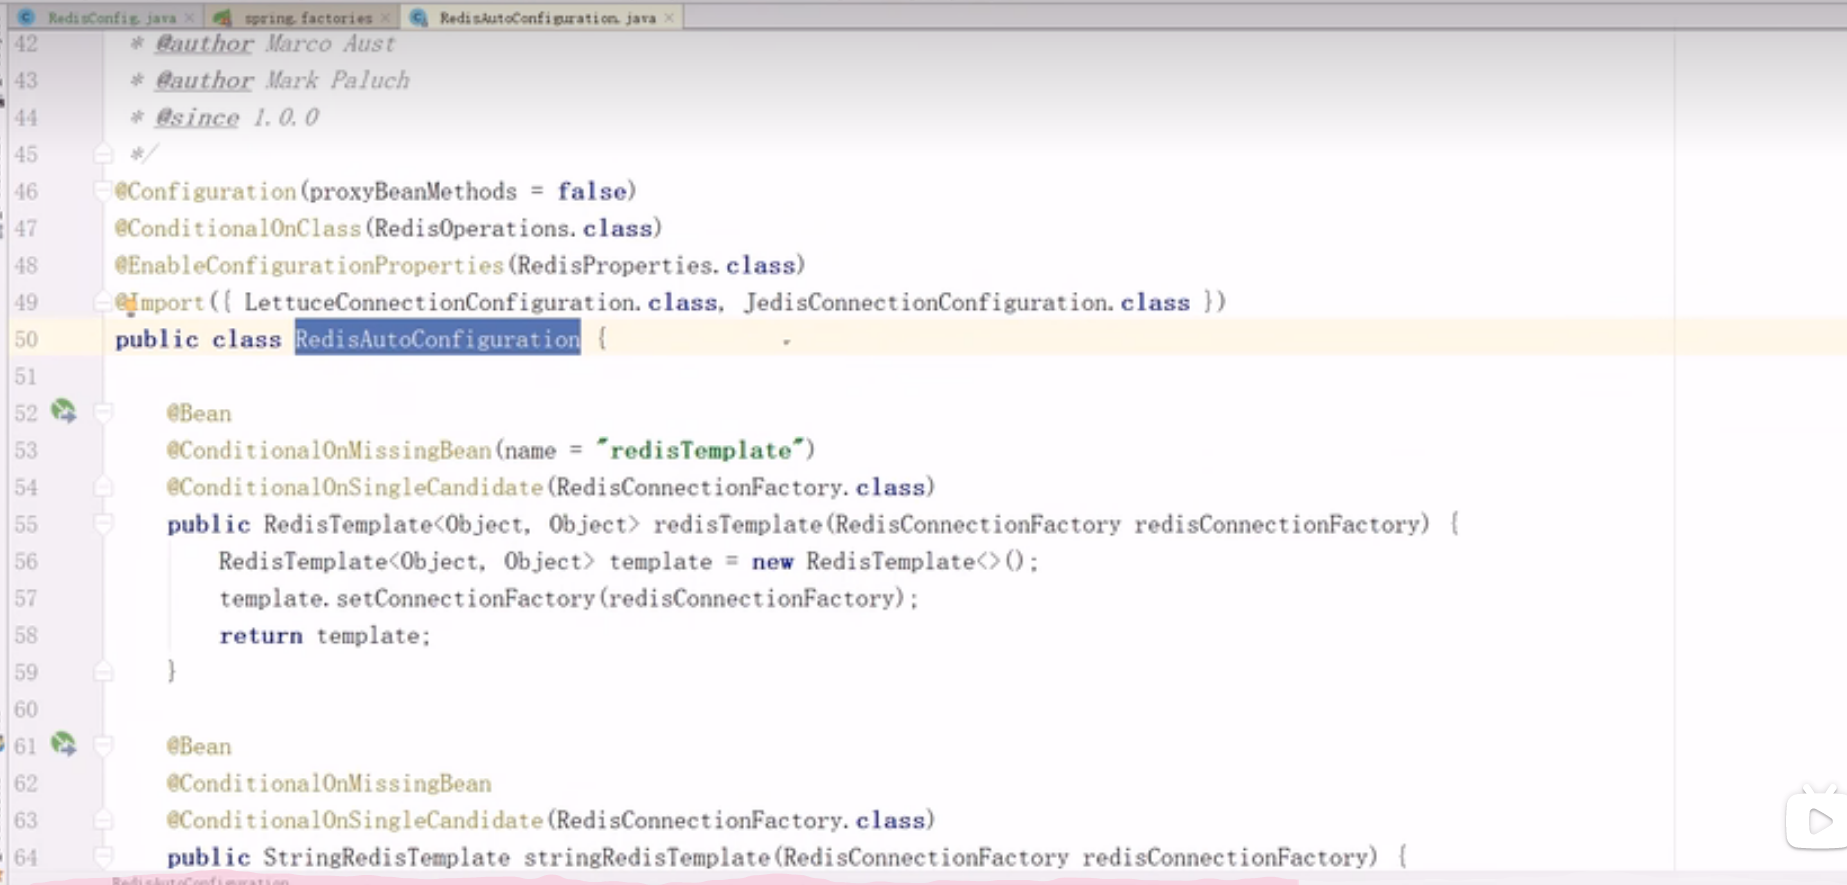 RedisConfig.java × spring.factories × RedisAutoConfiguration.java ×
42 * @author Marco Aust
43 * @author Mark Paluch
44 * @since 1.0.0
45 */
46 @Configuration(proxyBeanMethods = false)
47 @ConditionalOnClass(RedisOperations.class)
48 @EnableConfigurationProperties(RedisProperties.class)
49 @Import({ LettuceConnectionConfiguration.class, JedisConnectionConfiguration.class })
50 public class RedisAutoConfiguration {
51
52 @Bean
53 @ConditionalOnMissingBean(name = "redisTemplate")
54 @ConditionalOnSingleCandidate(RedisConnectionFactory.class)
55 public RedisTemplate<Object, Object> redisTemplate(RedisConnectionFactory redisConnectionFactory) {
56 RedisTemplate<Object, Object> template = new RedisTemplate<>();
57 template.setConnectionFactory(redisConnectionFactory);
58 return template;
59 }
60
61 @Bean
62 @ConditionalOnMissingBean
63 @ConditionalOnSingleCandidate(RedisConnectionFactory.class)
64 public StringRedisTemplate stringRedisTemplate(RedisConnectionFactory redisConnectionFactory) {
RedisAutoConfiguration